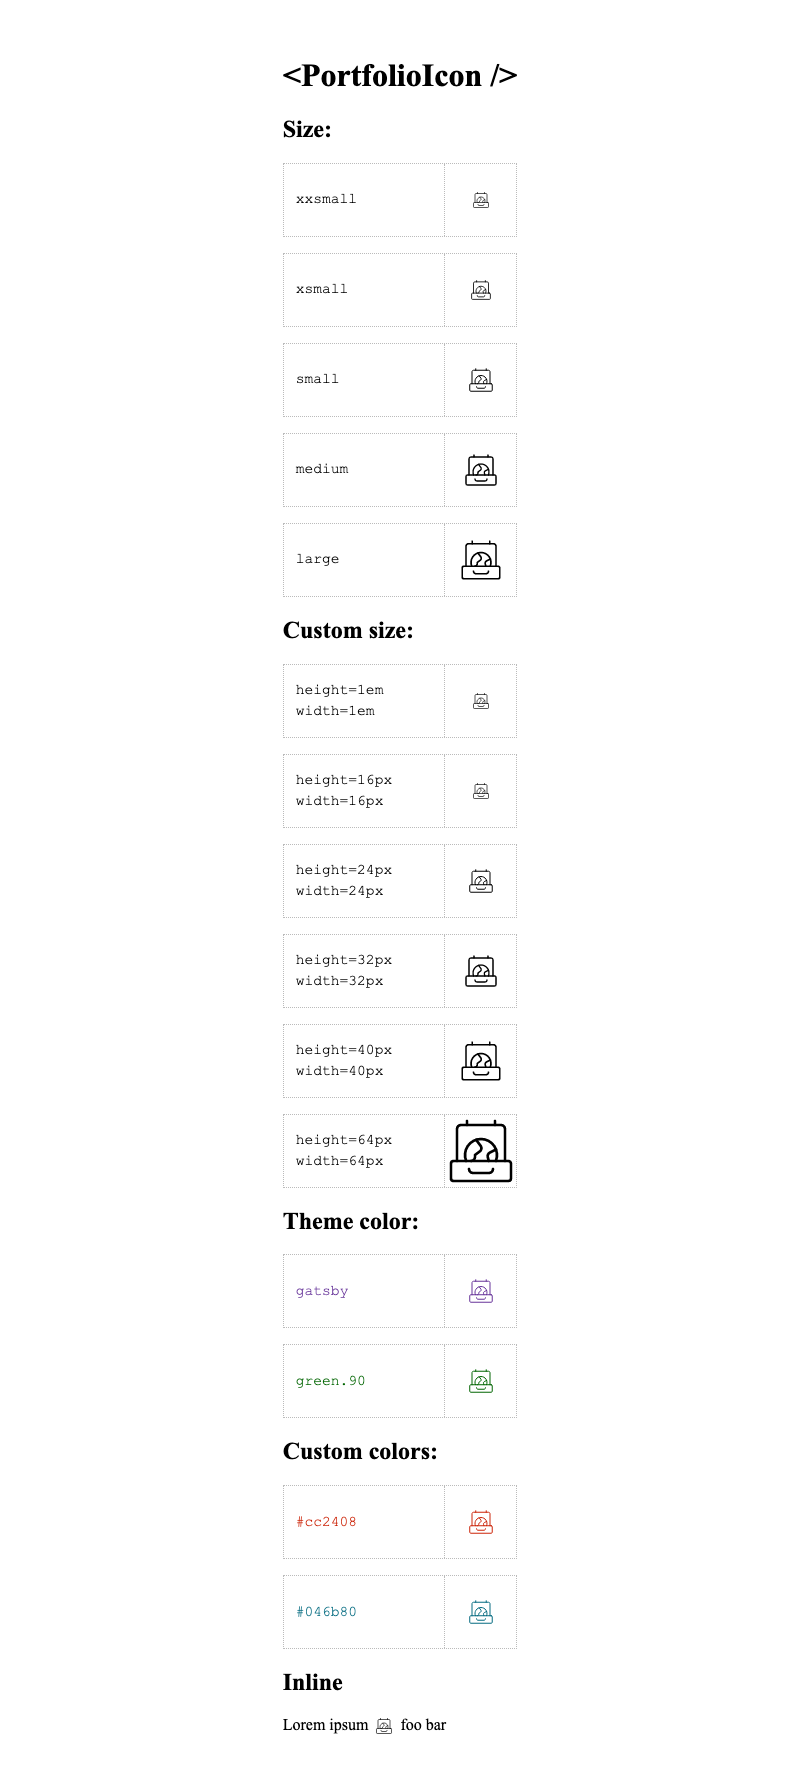 <PortfolioIcon />
Size:
xxsmall
xsmall
small
medium
large
Custom size:
height=1em
width=1em
height=16px
width=16px
height=24px
width=24px
height=32px
width=32px
height=40px
width=40px
height=64px
width=64px
Theme color:
gatsby
green.90
Custom colors:
#cc2408
#046b80
Inline
Lorem ipsum foo bar